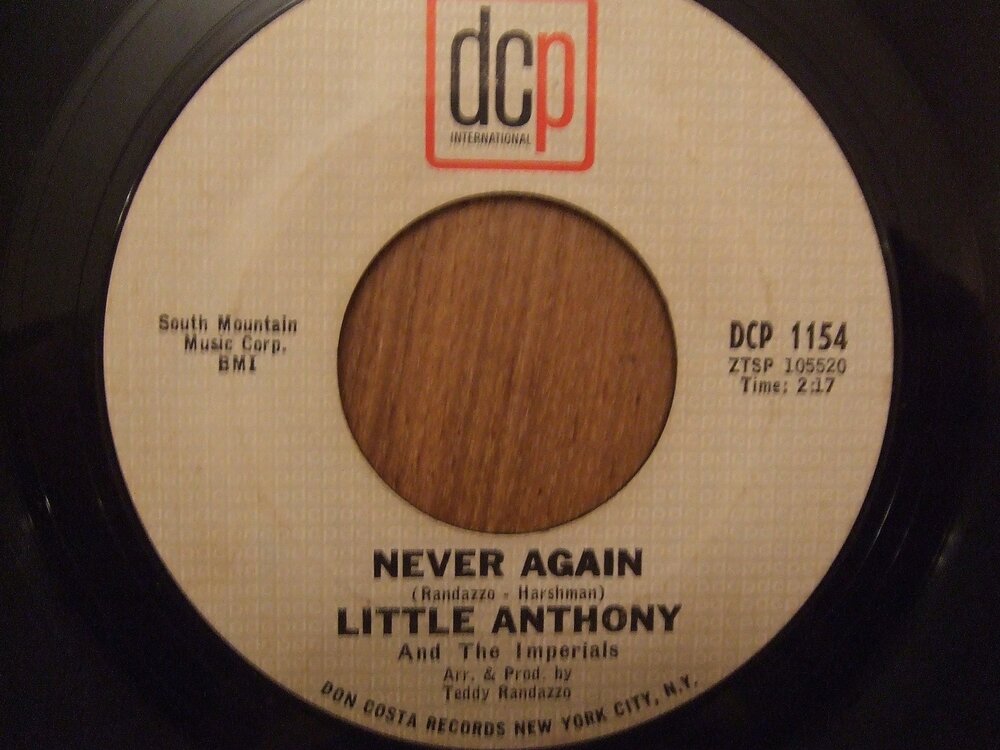 dcp
INTERNATIONAL
South Mountain
Music Corp.
BMI
DCP 1154
ZTSP 105520
Time: 2:17
NEVER AGAIN
(Randazzo - Harshman)
LITTLE ANTHONY
And The Imperials
Arr. & Prod. by
Teddy Randazzo
DON COSTA RECORDS NEW YORK CITY, N.Y.